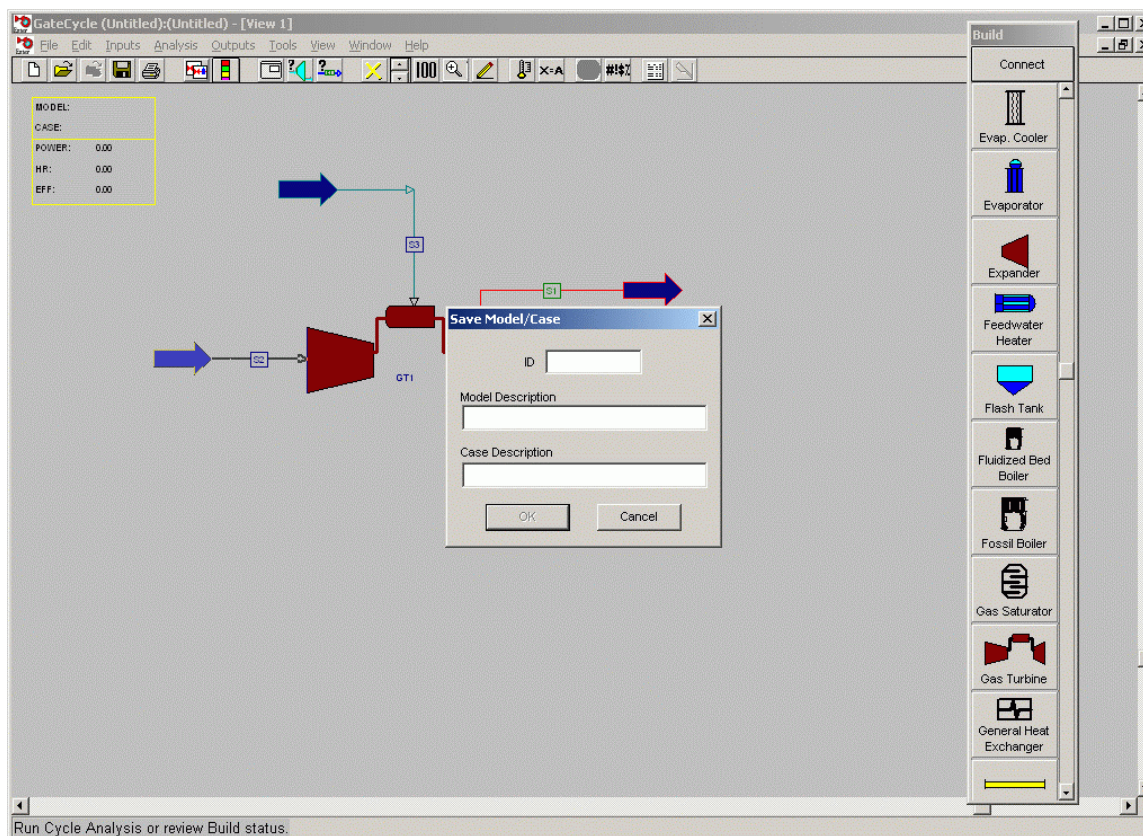 GateCycle (Untitled):(Untitled) - [View 1]
File Edit Inputs Analysis Outputs Tools View Window Help
100 X=A #!$%
MODEL:
CASE:
POWER: 0.00
HR: 0.00
EFF: 0.00
S3
S1
S2
GT1
Save Model/Case
ID
Model Description
Case Description
OK Cancel
Build
Connect
Evap. Cooler
Evaporator
Expander
Feedwater
Heater
Flash Tank
Fluidized Bed
Boiler
Fossil Boiler
Gas Saturator
Gas Turbine
General Heat
Exchanger
Run Cycle Analysis or review Build status.